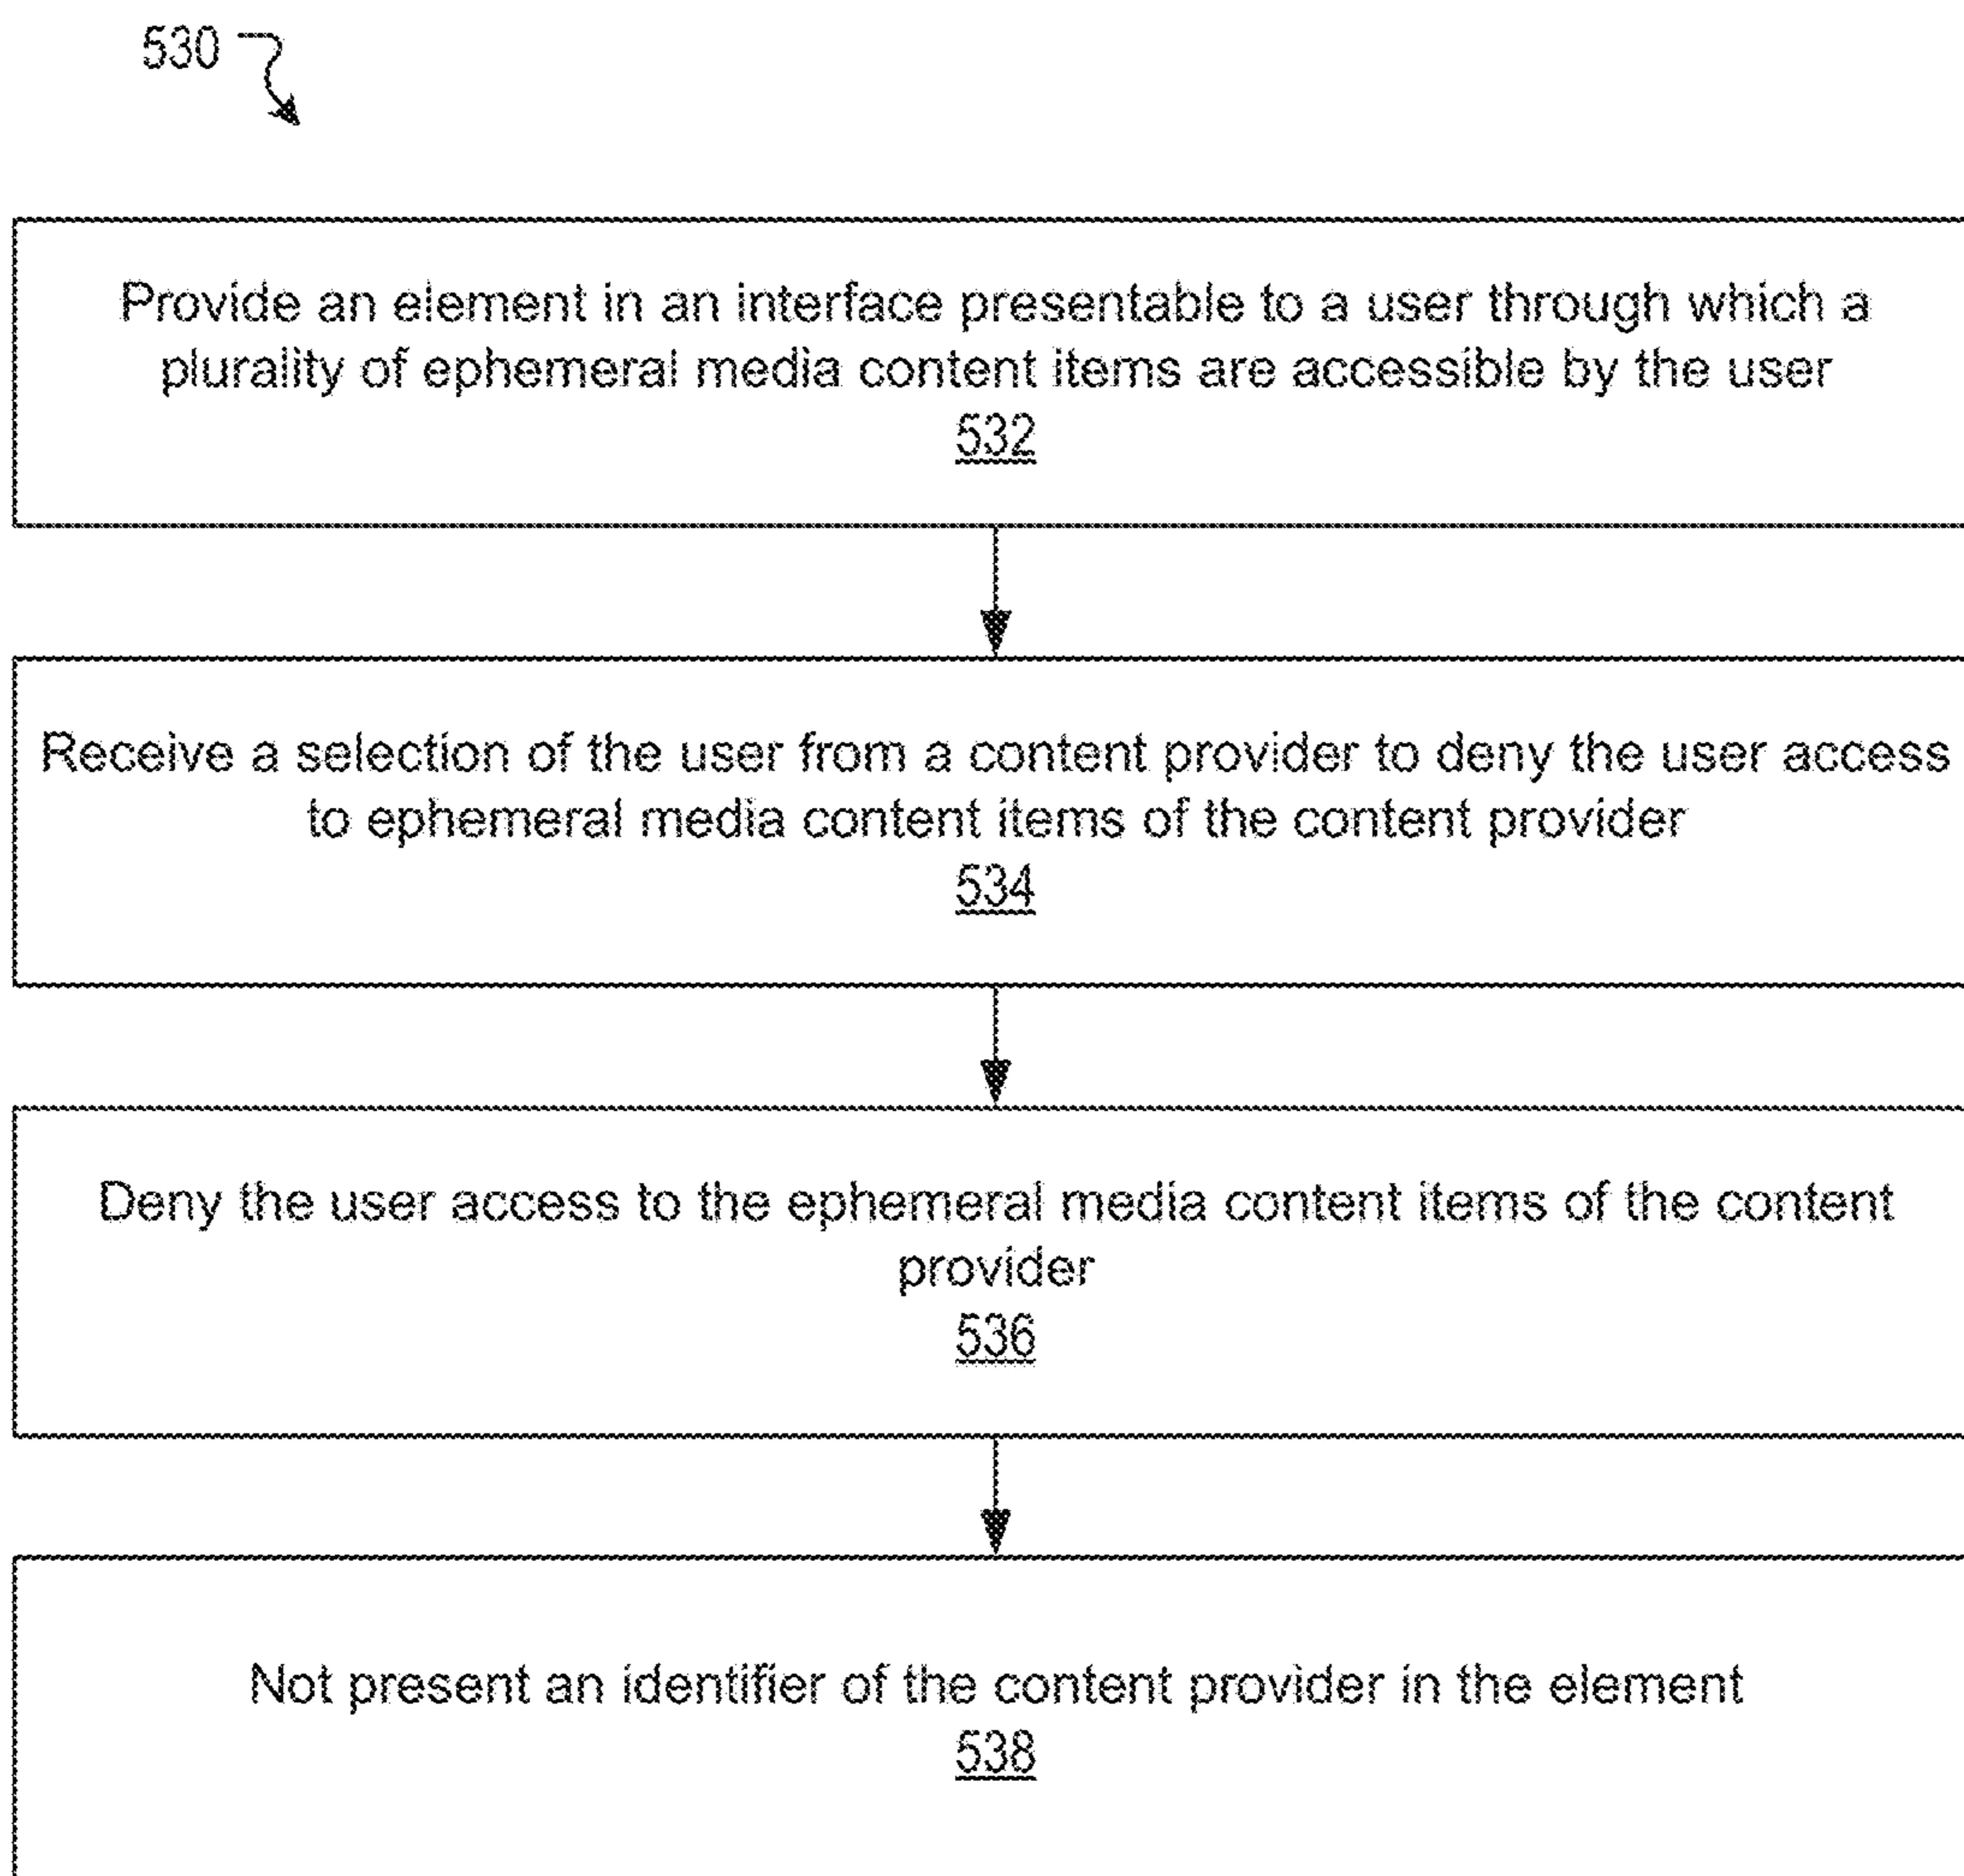 530
Provide an element in an interface presentable to a user through which a
plurality of ephemeral media content items are accessible by the user
532
Receive a selection of the user from a content provider to deny the user access
to ephemeral media content items of the content provider
534
Deny the user access to the ephemeral media content items of the content
provider
536
Not present an identifier of the content provider in the element
538